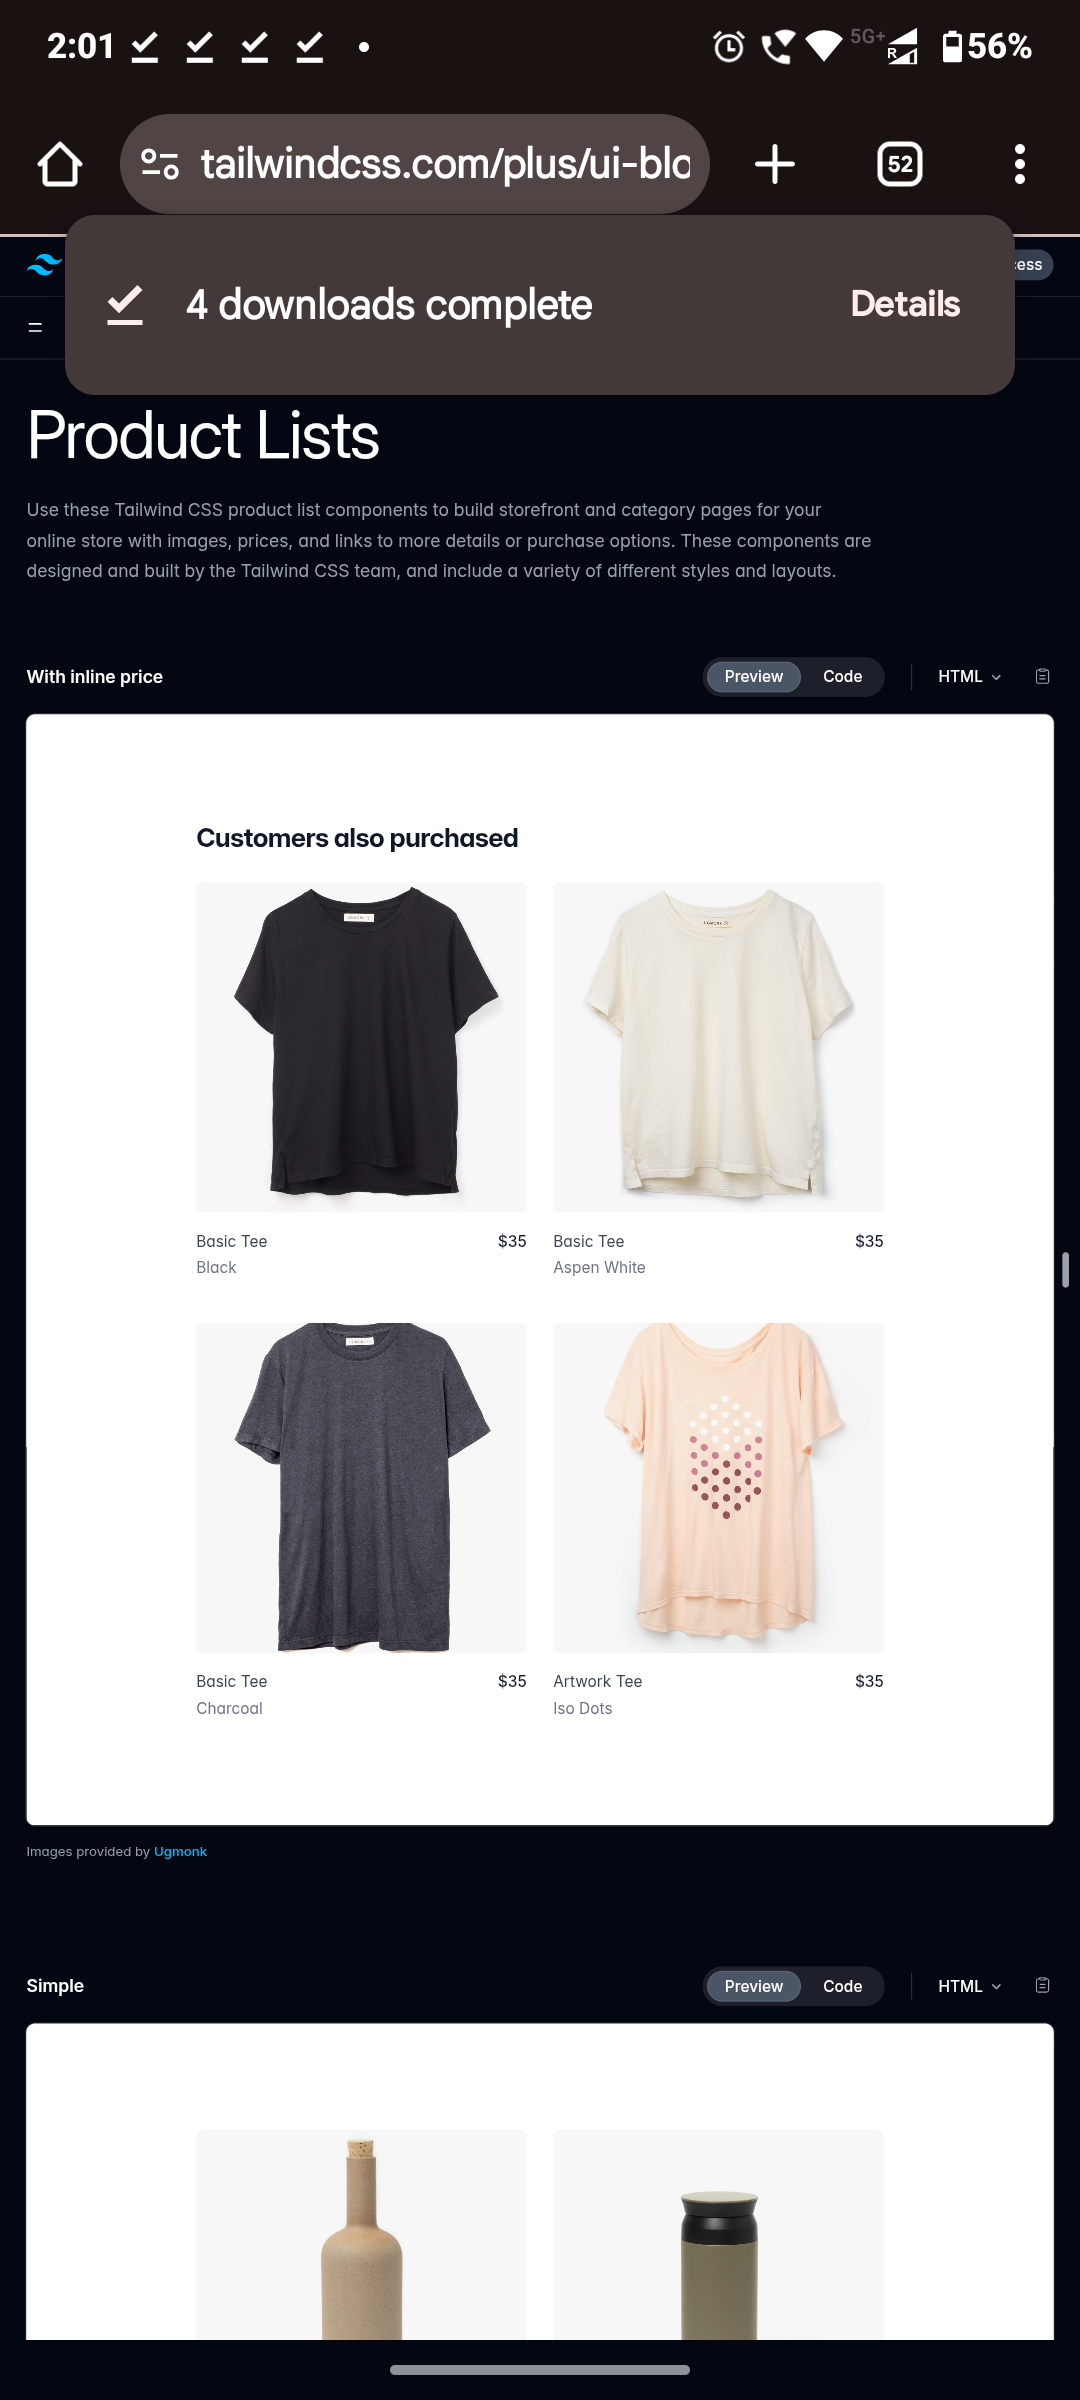 2:01
5G+
R
56%
tailwindcss.com/plus/ui-blo
52
4 downloads complete
Details
cess
Product Lists
Use these Tailwind CSS product list components to build storefront and category pages for your
online store with images, prices, and links to more details or purchase options. These components are
designed and built by the Tailwind CSS team, and include a variety of different styles and layouts.
With inline price
Preview
Code
HTML
Customers also purchased
Basic Tee
$35
Black
Basic Tee
$35
Aspen White
Basic Tee
$35
Charcoal
Artwork Tee
$35
Iso Dots
Images provided by Ugmonk
Simple
Preview
Code
HTML